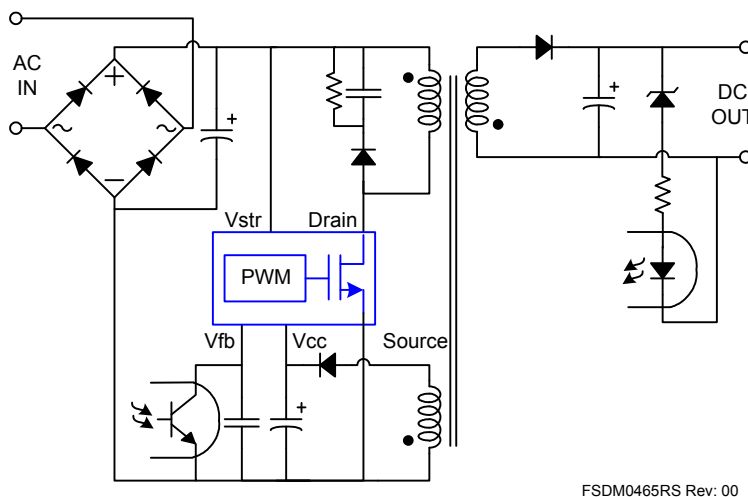 AC
IN
+
~
~
−
+
+
DC
OUT
Vstr
Drain
PWM
Vfb
Vcc
Source
+
FSDM0465RS Rev: 00